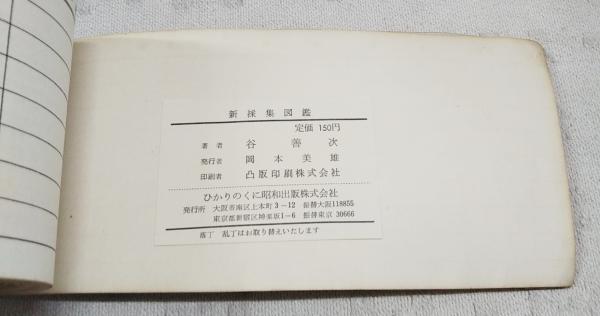 新採集図鑑
定価 150円
著者 谷善次
発行者 岡本美雄
印刷者 凸版印刷株式会社
ひかりのくに昭和出版株式会社
発行所 大阪市南区上本町3-12 振替大阪118855
東京都新宿区神楽坂1-6 振替東京 30666
落丁 乱丁はお取り替えいたします